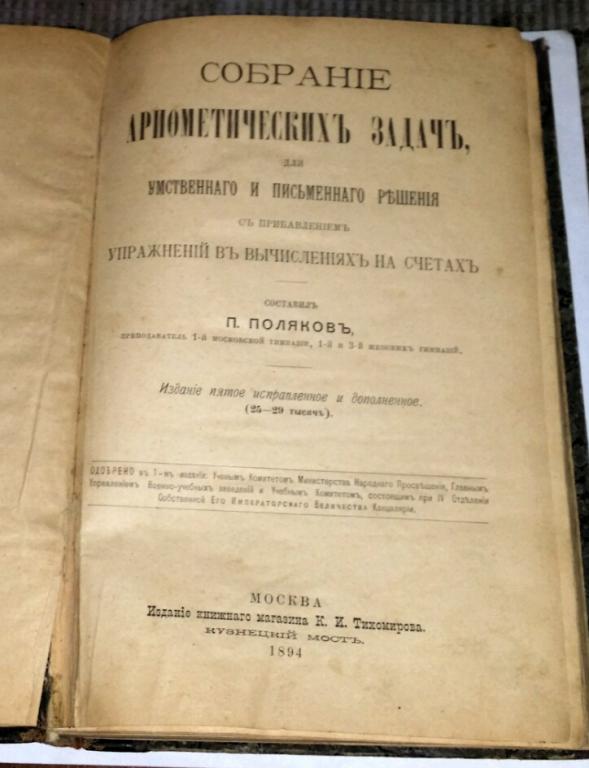 СОБРАНІЕ
АРИѲМЕТИЧЕСКИХЪ ЗАДАЧЪ,
ДЛЯ
УМСТВЕННАГО И ПИСЬМЕННАГО РѢШЕНІЯ
СЪ ПРИБАВЛЕНІЕМЪ
УПРАЖНЕНІЙ ВЪ ВЫЧИСЛЕНІЯХЪ НА СЧЕТАХЪ
СОСТАВИЛЪ
П. ПОЛЯКОВЪ,
ПРЕПОДАВАТЕЛЬ 1-й МОСКОВСКОЙ ГИМНАЗІИ, 1-й и 3-й ЖЕНСКИХЪ ГИМНАЗІЙ.
Изданіе пятое исправленное и дополненное.
(25—29 тысячъ).
ОДОБРЕНО въ 1-мъ изданіи: Ученымъ Комитетомъ Министерства Народнаго Просвѣщенія, Главнымъ
Управленіемъ Военно-учебныхъ заведеній и Учебнымъ Комитетомъ, состоящимъ при IV Отдѣленіи
Собственной Его Императорскаго Величества Канцеляріи.
МОСКВА
Изданіе книжнаго магазина К. И. Тихомирова.
КУЗНЕЦКІЙ МОСТЪ.
1894